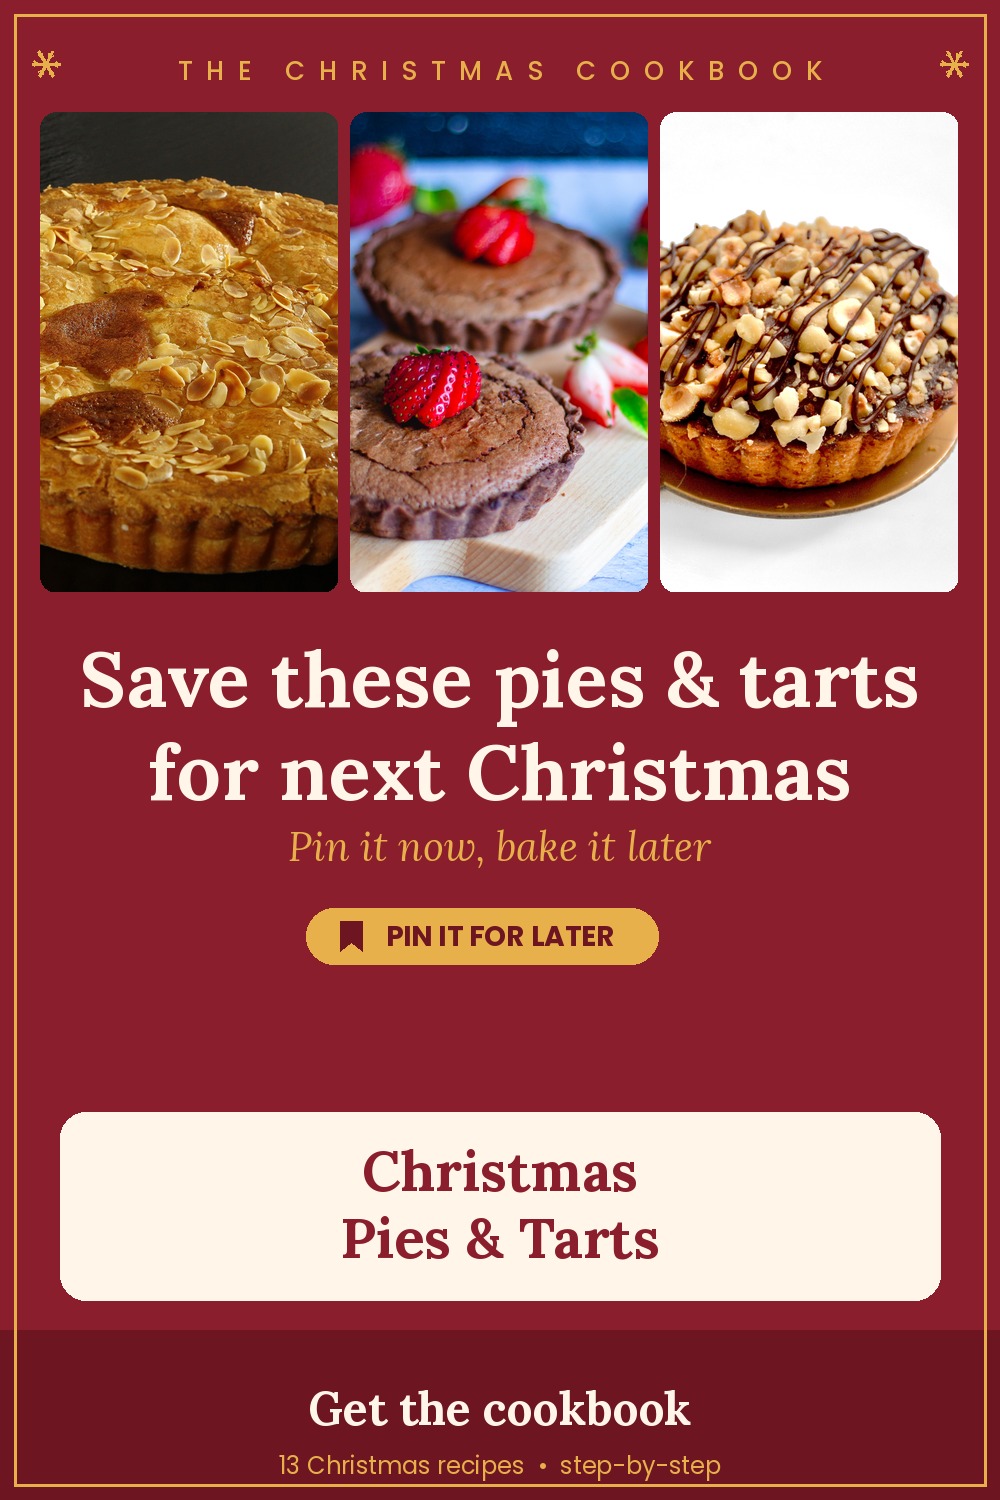 THE CHRISTMAS COOKBOOK
Save these pies & tarts
for next Christmas
Pin it now, bake it later
PIN IT FOR LATER
Christmas
Pies & Tarts
Get the cookbook
13 Christmas recipes • step-by-step